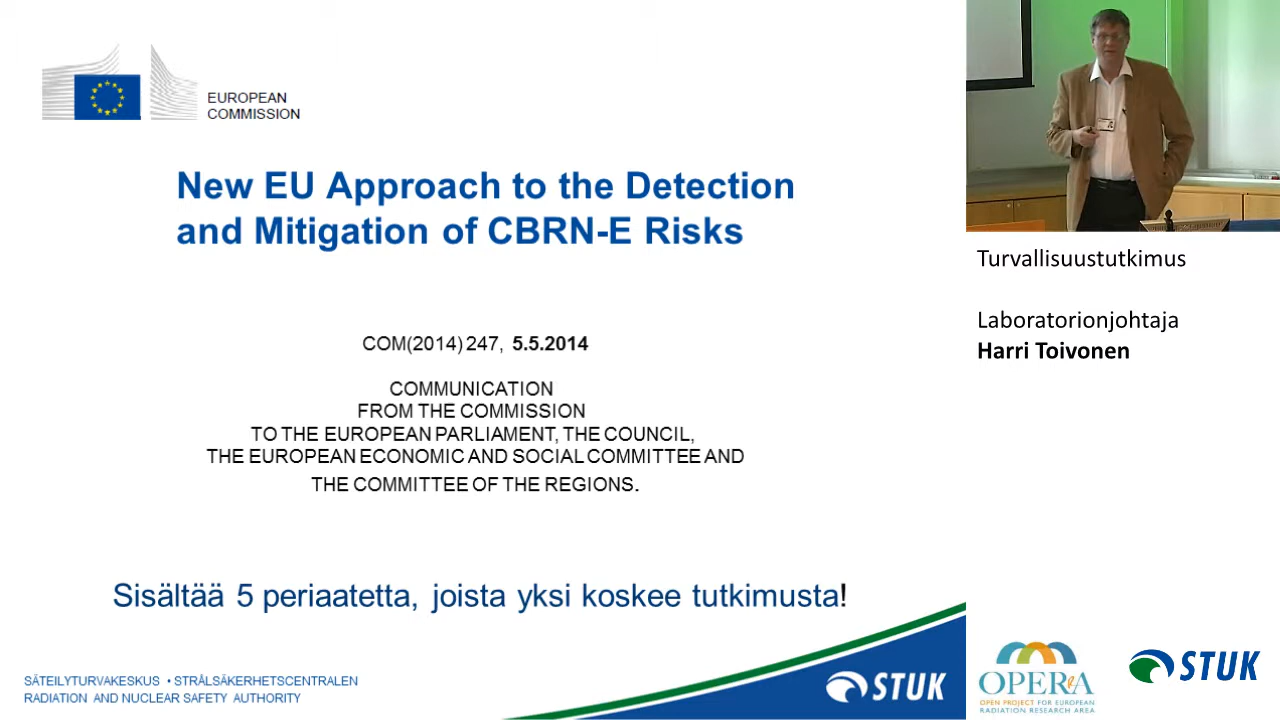 EUROPEAN
COMMISSION
New EU Approach to the Detection
and Mitigation of CBRN-E Risks
COM(2014) 247, 5.5.2014
COMMUNICATION
FROM THE COMMISSION
TO THE EUROPEAN PARLIAMENT, THE COUNCIL,
THE EUROPEAN ECONOMIC AND SOCIAL COMMITTEE AND
THE COMMITTEE OF THE REGIONS.
Sisältää 5 periaatetta, joista yksi koskee tutkimusta!
SÄTEILYTURVAKESKUS • STRÅLSÄKERHETSCENTRALEN
RADIATION AND NUCLEAR SAFETY AUTHORITY
STUK
Turvallisuustutkimus
Laboratorionjohtaja
Harri Toivonen
OPERA
OPEN PROJECT FOR EUROPEAN
RADIATION RESEARCH AREA
STUK